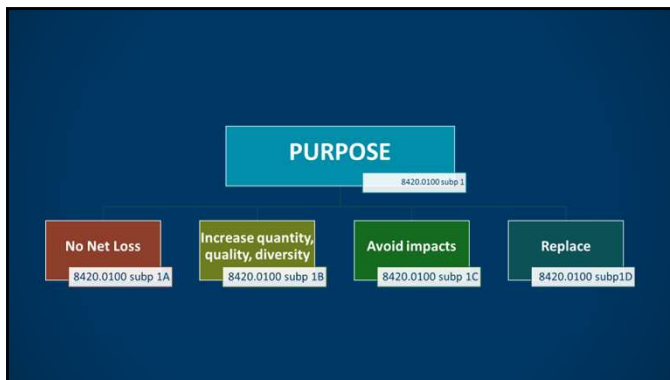 PURPOSE
8420.0100 subp 1
No Net Loss
8420.0100 subp 1A
Increase quantity,
quality, diversity
8420.0100 subp 1B
Avoid impacts
8420.0100 subp 1C
Replace
8420.0100 subp1D